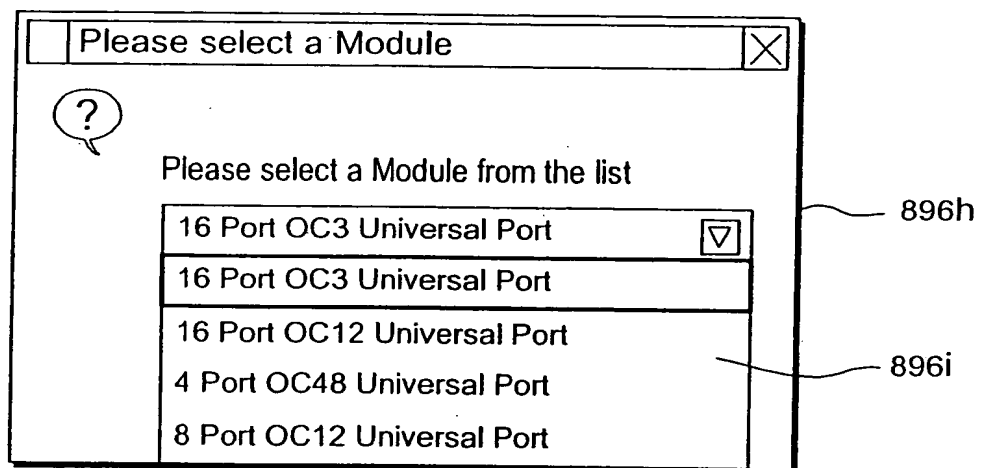 Please select a Module
?
Please select a Module from the list
16 Port OC3 Universal Port
896h
16 Port OC3 Universal Port
16 Port OC12 Universal Port
896i
4 Port OC48 Universal Port
8 Port OC12 Universal Port